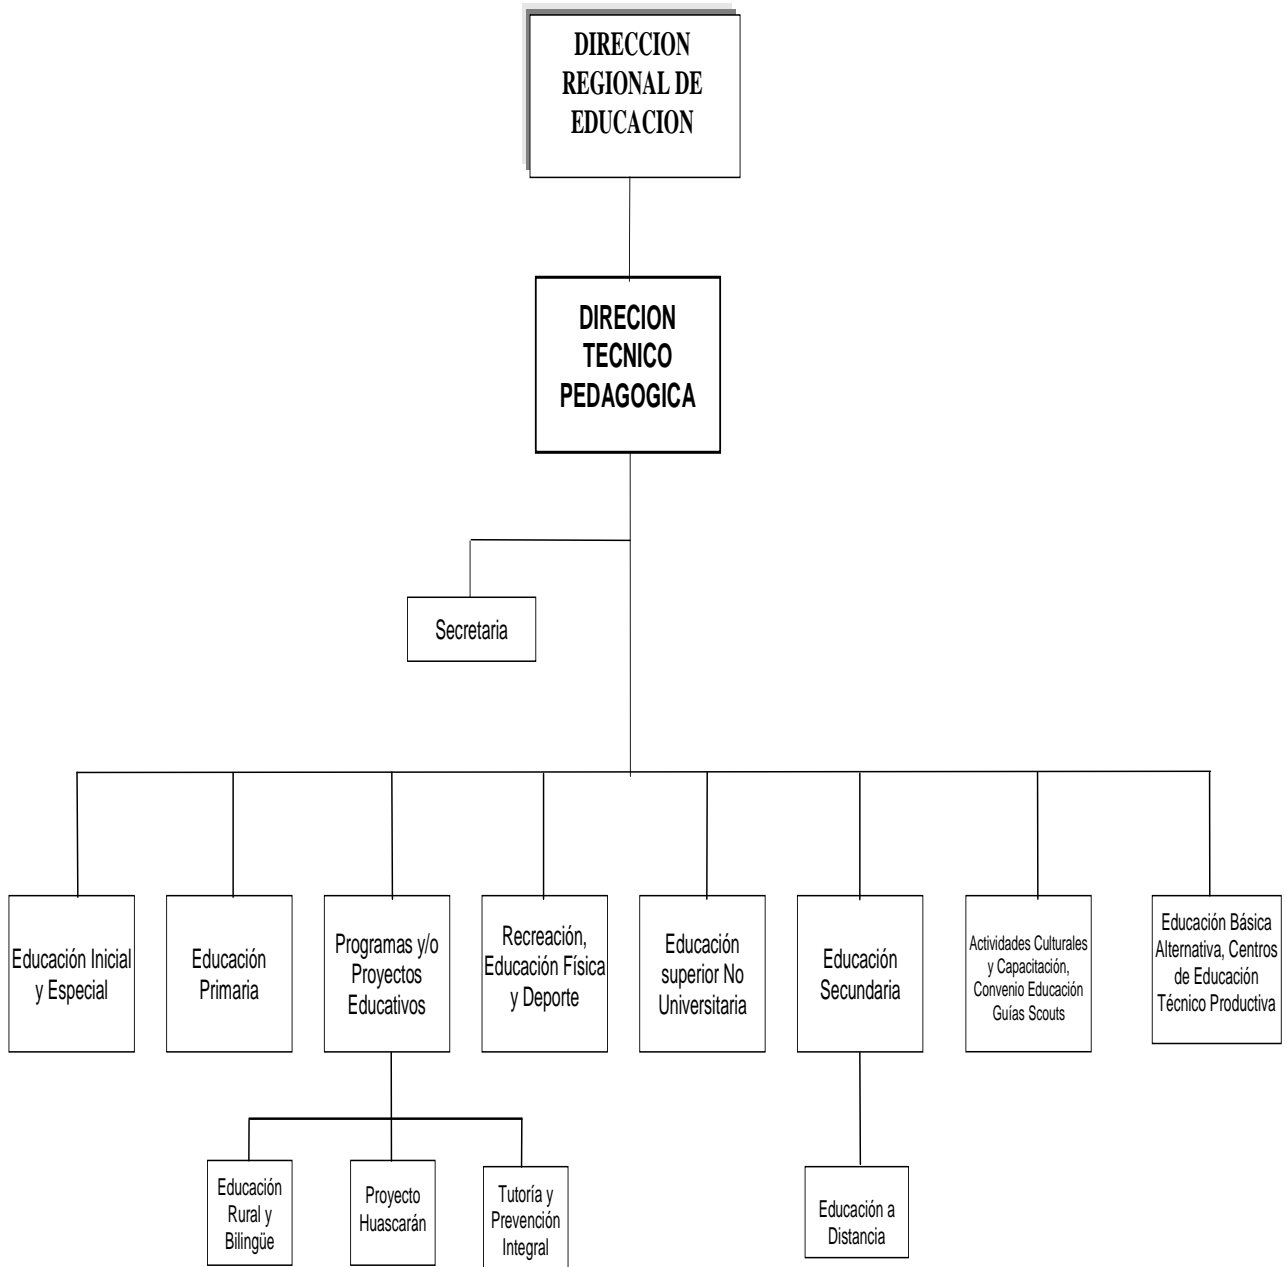 DIRECCION
REGIONAL DE
EDUCACION
DIRECION
TECNICO
PEDAGOGICA
Secretaria
Educación Inicial
y Especial
Educación
Primaria
Programas y/o
Proyectos
Educativos
Recreación,
Educación Física
y Deporte
Educación
superior No
Universitaria
Educación
Secundaria
Actividades Culturales
y Capacitación,
Convenio Educación
Guías Scouts
Educación Básica
Alternativa, Centros
de Educación
Técnico Productiva
Educación
Rural y
Bilingüe
Proyecto
Huascarán
Tutoría y
Prevención
Integral
Educación a
Distancia